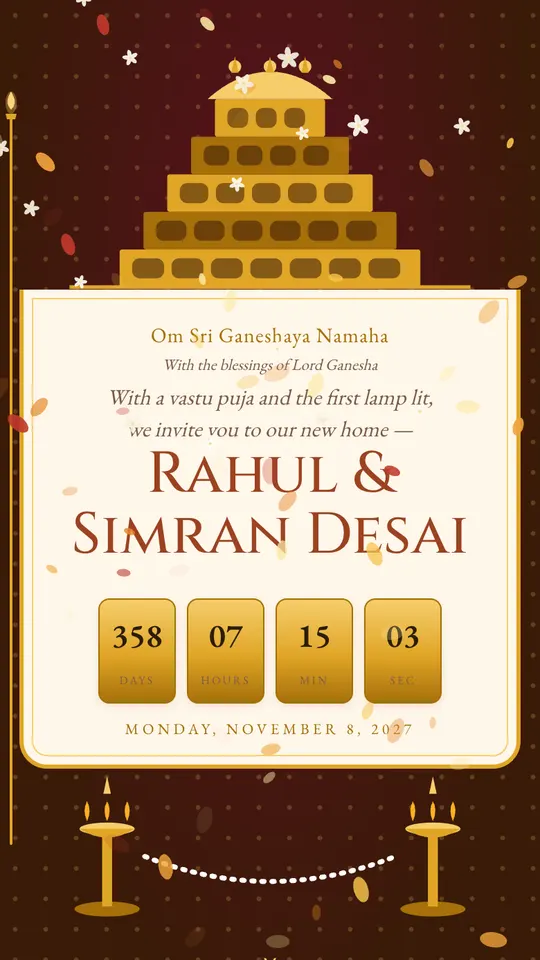 Om Sri Ganeshaya Namaha
With the blessings of Lord Ganesha
With a vastu puja and the first lamp lit,
we invite you to our new home —
RAHUL &
SIMRAN DESAI
358 07 15 03
DAYS HOURS MIN SEC
MONDAY, NOVEMBER 8, 2027